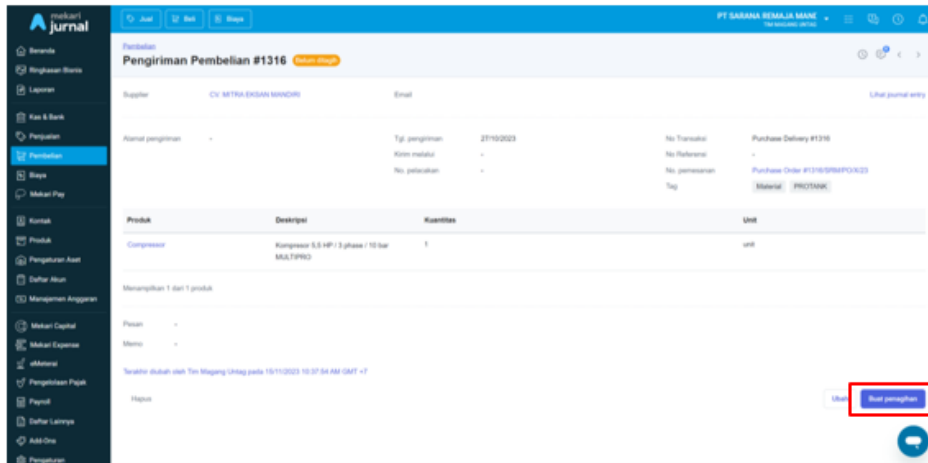 mekari
jurnal
Jual
Beli
Biaya
PT SARANA REMAJA MANE
TIM MAGANG UNTAG
Beranda
Ringkasan Bisnis
Laporan
Kas & Bank
Penjualan
Pembelian
Biaya
Mekari Pay
Kontak
Produk
Pengaturan Aset
Daftar Akun
Manajemen Anggaran
Mekari Capital
Mekari Expense
eMeterai
Pengelolaan Pajak
Payroll
Daftar Lainnya
Add-Ons
Pengaturan
Pembelian
Pengiriman Pembelian #1316 Belum ditagih
Supplier CV. MITRA EKSAN MANDIRI Email Lihat journal entry
Alamat pengiriman - Tgl. pengiriman 27/10/2023 No Transaksi Purchase Delivery #1316
Kirim melalui - No Referensi -
No. pelacakan - No. pemesanan Purchase Order #1316/SRM/PO/X/23
Tag Material PROTANK
Produk Deskripsi Kuantitas Unit
Compressor Kompresor 5,5 HP / 3 phase / 10 bar 1 unit
MULTIPRO
Menampilkan 1 dari 1 produk
Pesan -
Memo -
Terakhir diubah oleh Tim Magang Untag pada 15/11/2023 10:37:54 AM GMT +7
Hapus Ubah Buat penagihan